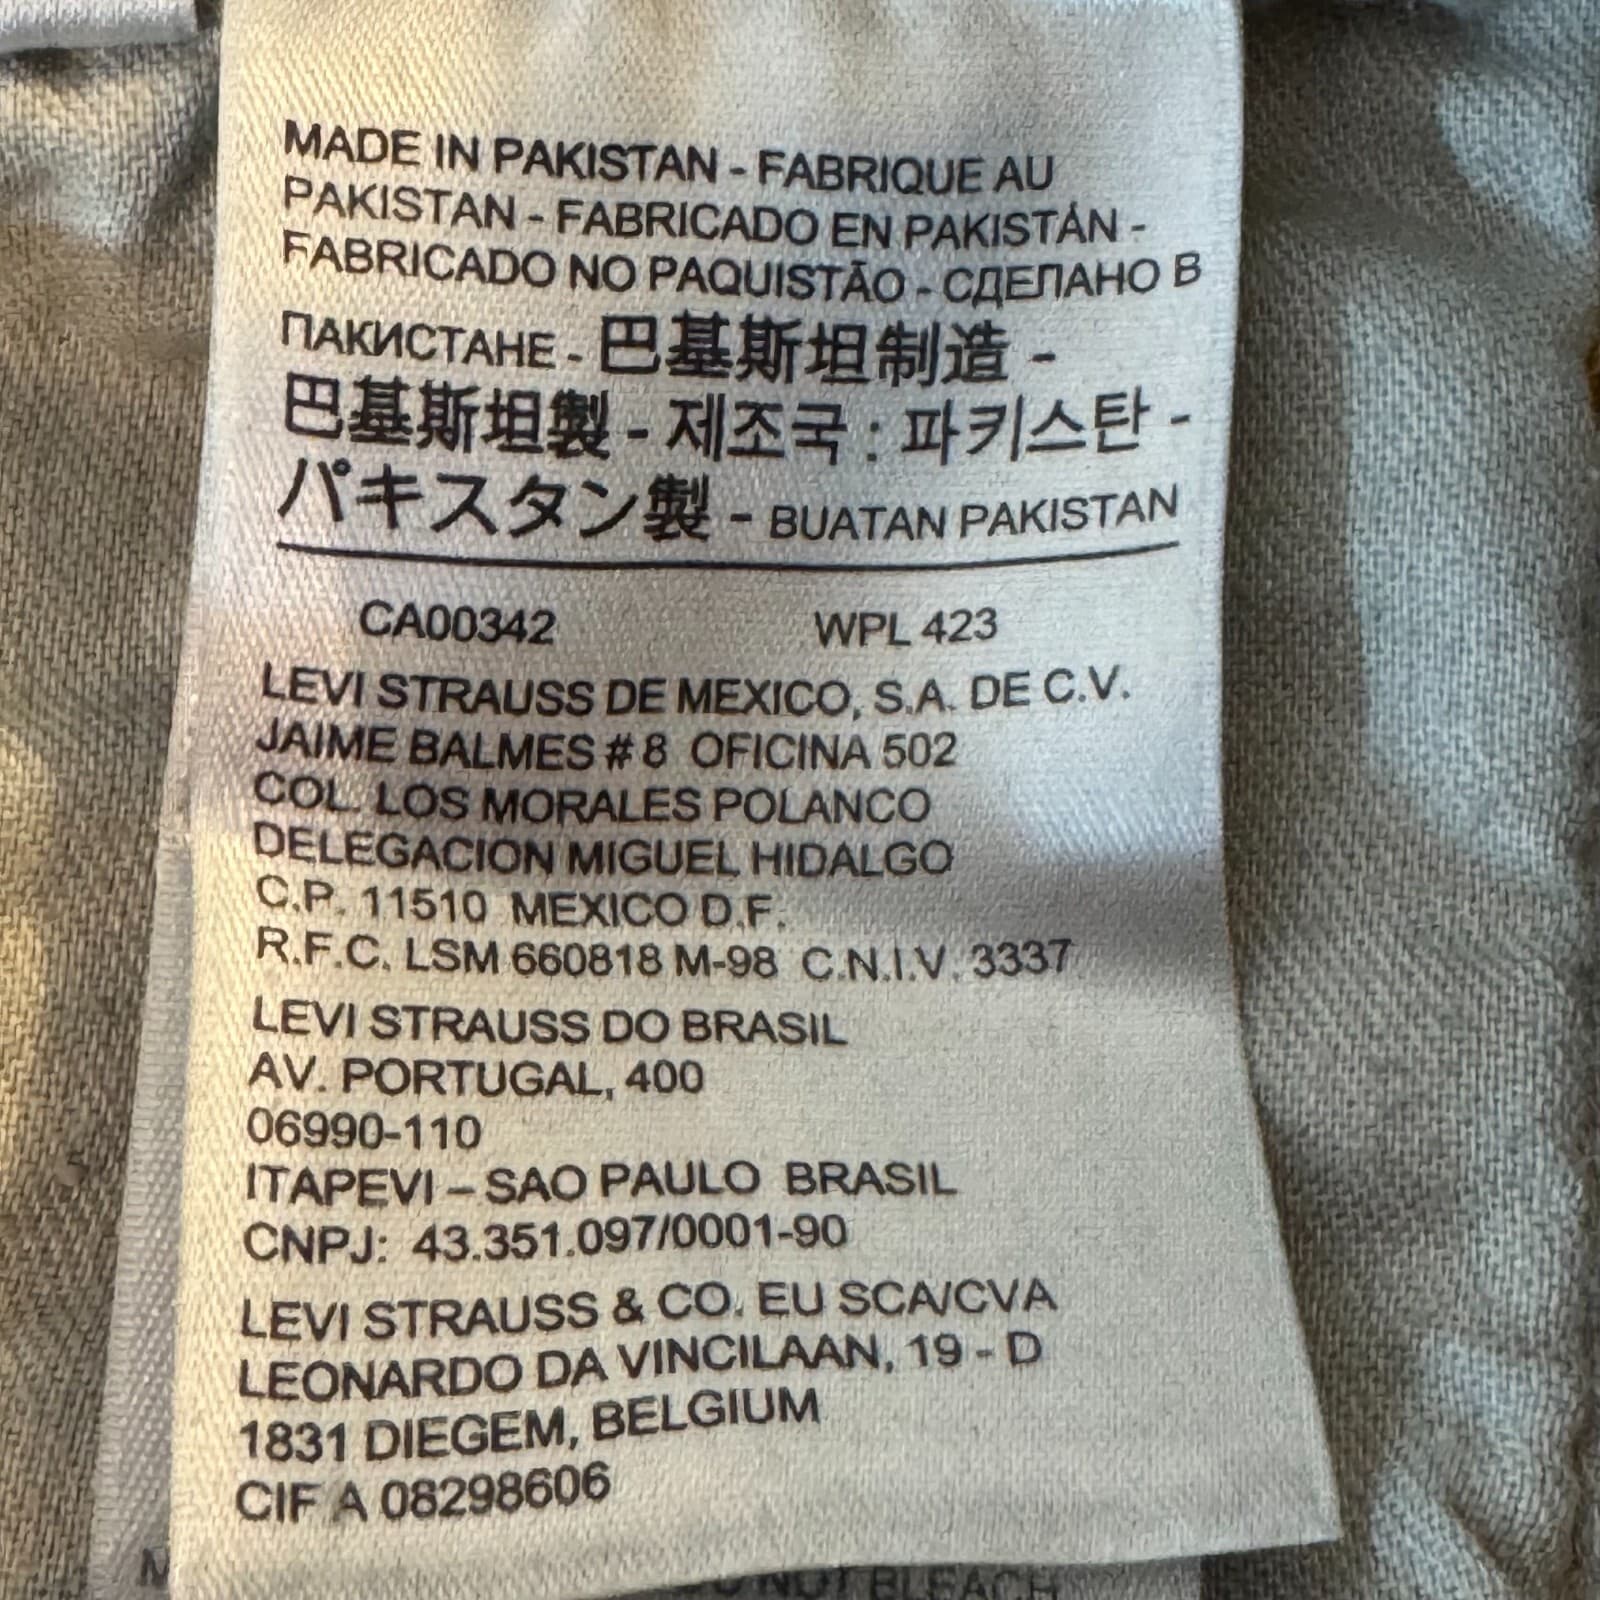 MADE IN PAKISTAN - FABRIQUE AU
PAKISTAN - FABRICADO EN PAKISTÁN -
FABRICADO NO PAQUISTÃO - СДЕЛАНО В
ПАКИСТАНЕ - 巴基斯坦制造 -
巴基斯坦製 - 제조국 : 파키스탄 -
パキスタン製 - BUATAN PAKISTAN
CA00342 WPL 423
LEVI STRAUSS DE MEXICO, S.A. DE C.V.
JAIME BALMES # 8 OFICINA 502
COL. LOS MORALES POLANCO
DELEGACION MIGUEL HIDALGO
C.P. 11510 MEXICO D.F.
R.F.C. LSM 660818 M-98 C.N.I.V. 3337
LEVI STRAUSS DO BRASIL
AV. PORTUGAL, 400
06990-110
ITAPEVI – SAO PAULO BRASIL
CNPJ: 43.351.097/0001-90
LEVI STRAUSS & CO. EU SCA/CVA
LEONARDO DA VINCILAAN, 19 - D
1831 DIEGEM, BELGIUM
CIF A 08298606
NOT BLEACH